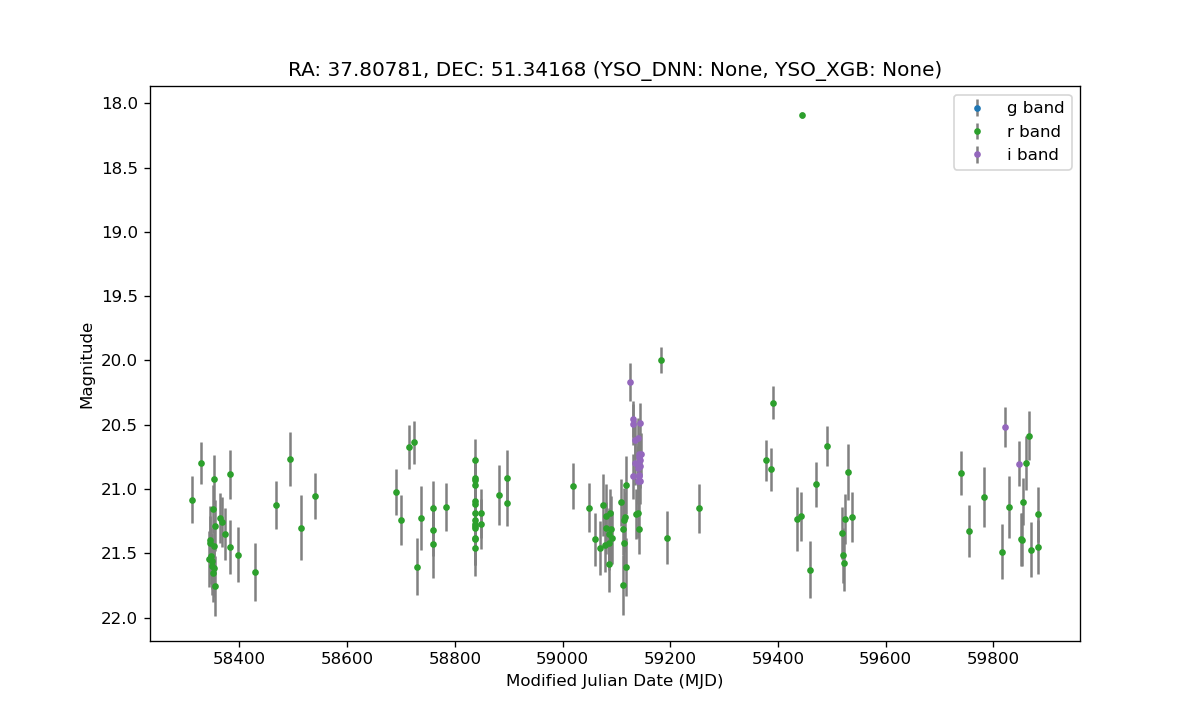 RA: 37.80781, DEC: 51.34168 (YSO_DNN: None, YSO_XGB: None)
g band
r band
i band
Magnitude
18.0
18.5
19.0
19.5
20.0
20.5
21.0
21.5
22.0
58400 58600 58800 59000 59200 59400 59600 59800
Modified Julian Date (MJD)